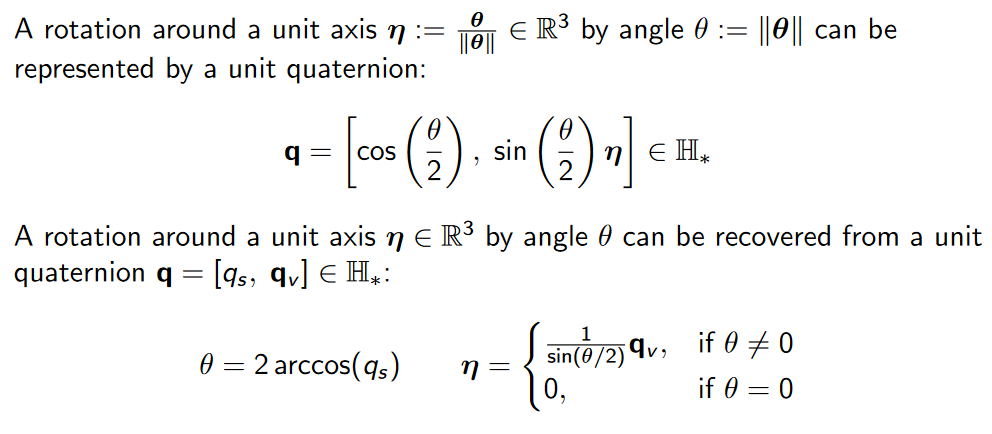 A rotation around a unit axis η := θ/‖θ‖ ∈ ℝ³ by angle θ := ‖θ‖ can be
represented by a unit quaternion:
q = [cos(θ/2), sin(θ/2) η] ∈ ℍ∗
A rotation around a unit axis η ∈ ℝ³ by angle θ can be recovered from a unit
quaternion q = [qₛ, qᵥ] ∈ ℍ∗:
θ = 2 arccos(qₛ) η = { 1/sin(θ/2) qᵥ, if θ ≠ 0
0, if θ = 0